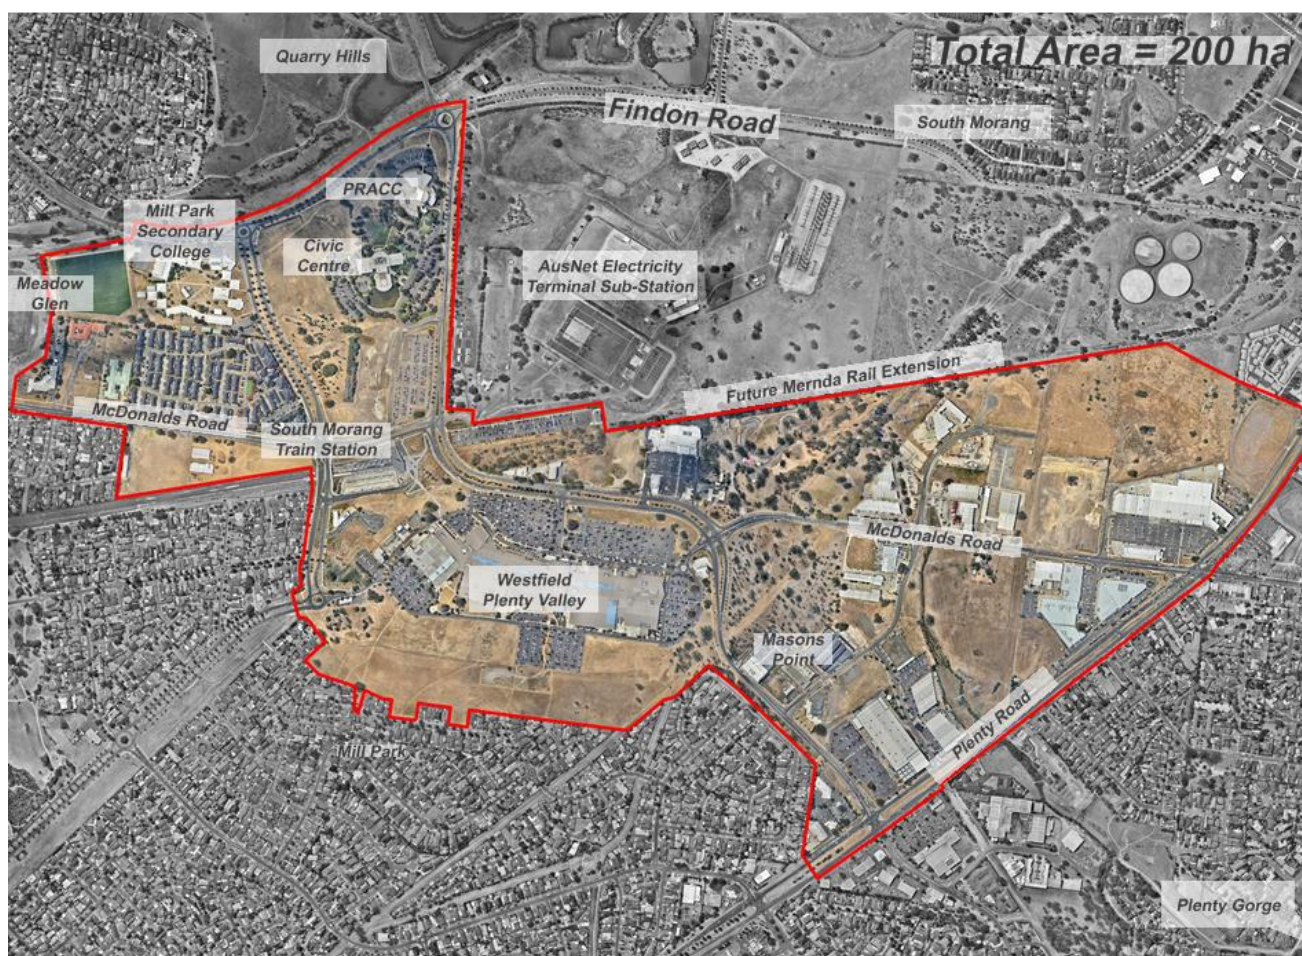 Total Area = 200 ha
Quarry Hills
Findon Road
South Morang
PRACC
Mill Park
Secondary
College
Civic
Centre
Meadow
Glen
AusNet Electricity
Terminal Sub-Station
Future Mernda Rail Extension
McDonalds Road
South Morang
Train Station
McDonalds Road
Westfield
Plenty Valley
Masons
Point
Plenty Road
Mill Park
Plenty Gorge